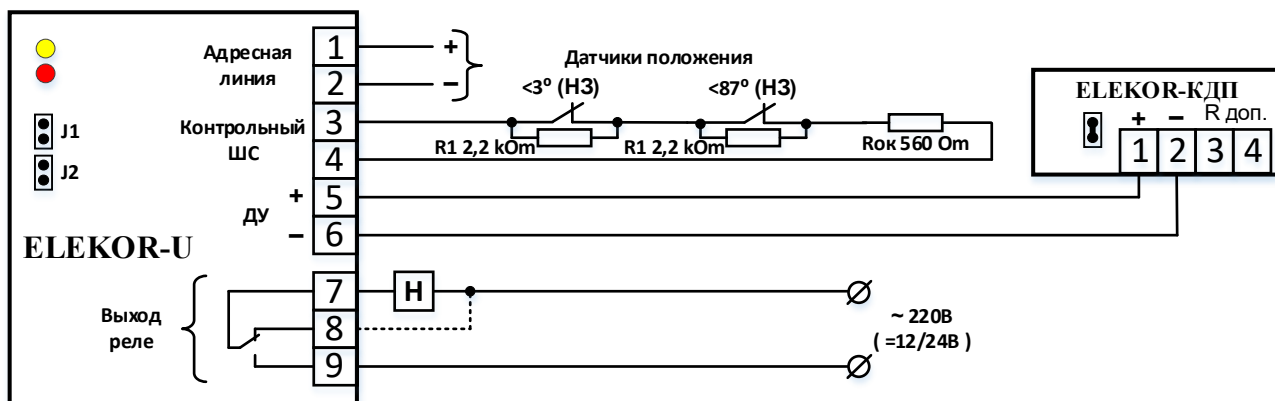 J1
J2
ELEKOR-U
Адресная
линия
Контрольный
ШС
ДУ
+
−
Выход
реле
1
2
3
4
5
6
7
8
9
+
−
Датчики положения
<3º (НЗ)
<87º (НЗ)
R1 2,2 kOm
R1 2,2 kOm
Rок 560 Om
ELEKOR-КДП
+ − R доп.
1 2 3 4
Н
~ 220В
( =12/24В )